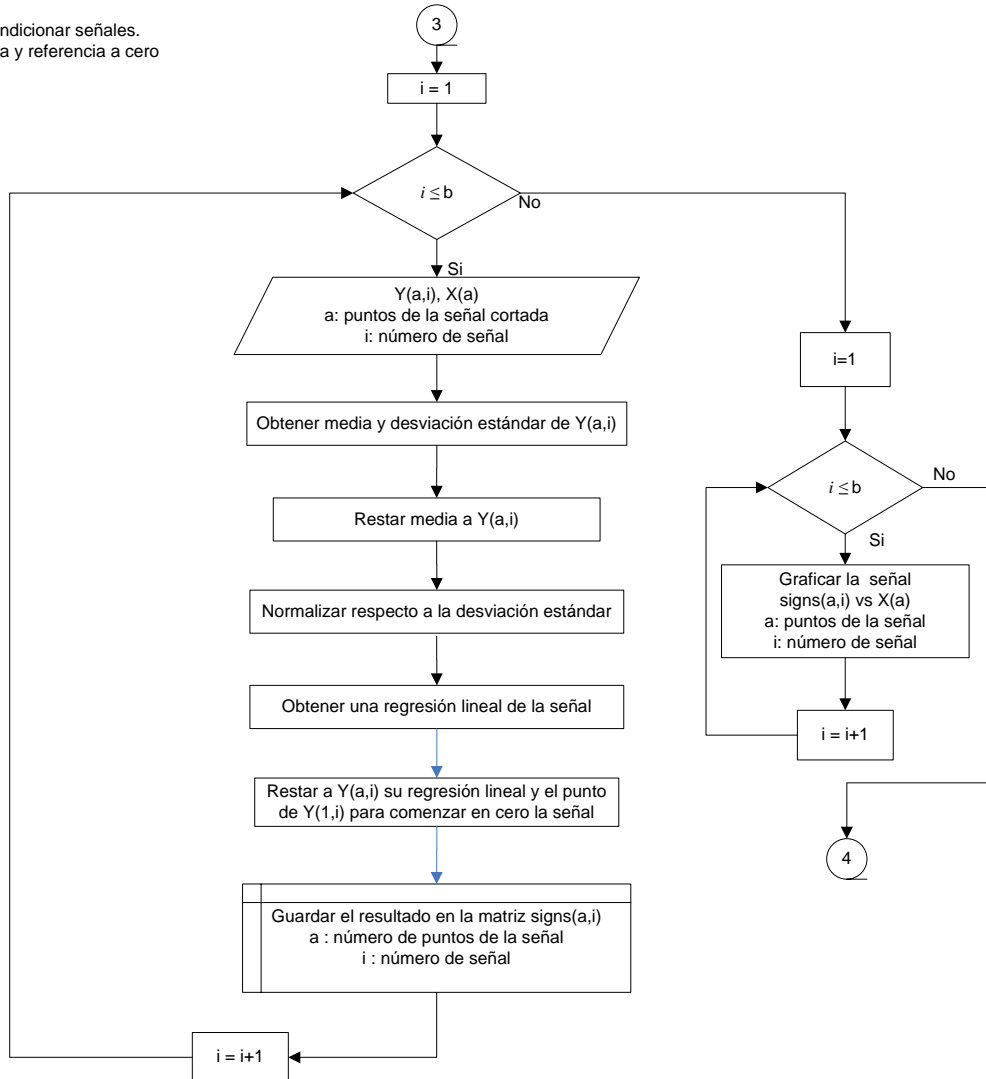 ndicionar señales.
a y referencia a cero
3
i = 1
i ≤ b
No
Si
Y(a,i), X(a)
a: puntos de la señal cortada
i: número de señal
Obtener media y desviación estándar de Y(a,i)
Restar media a Y(a,i)
Normalizar respecto a la desviación estándar
Obtener una regresión lineal de la señal
Restar a Y(a,i) su regresión lineal y el punto
de Y(1,i) para comenzar en cero la señal
Guardar el resultado en la matriz signs(a,i)
a : número de puntos de la señal
i : número de señal
i = i+1
i=1
i ≤ b
No
Si
Graficar la señal
signs(a,i) vs X(a)
a: puntos de la señal
i: número de señal
i = i+1
4